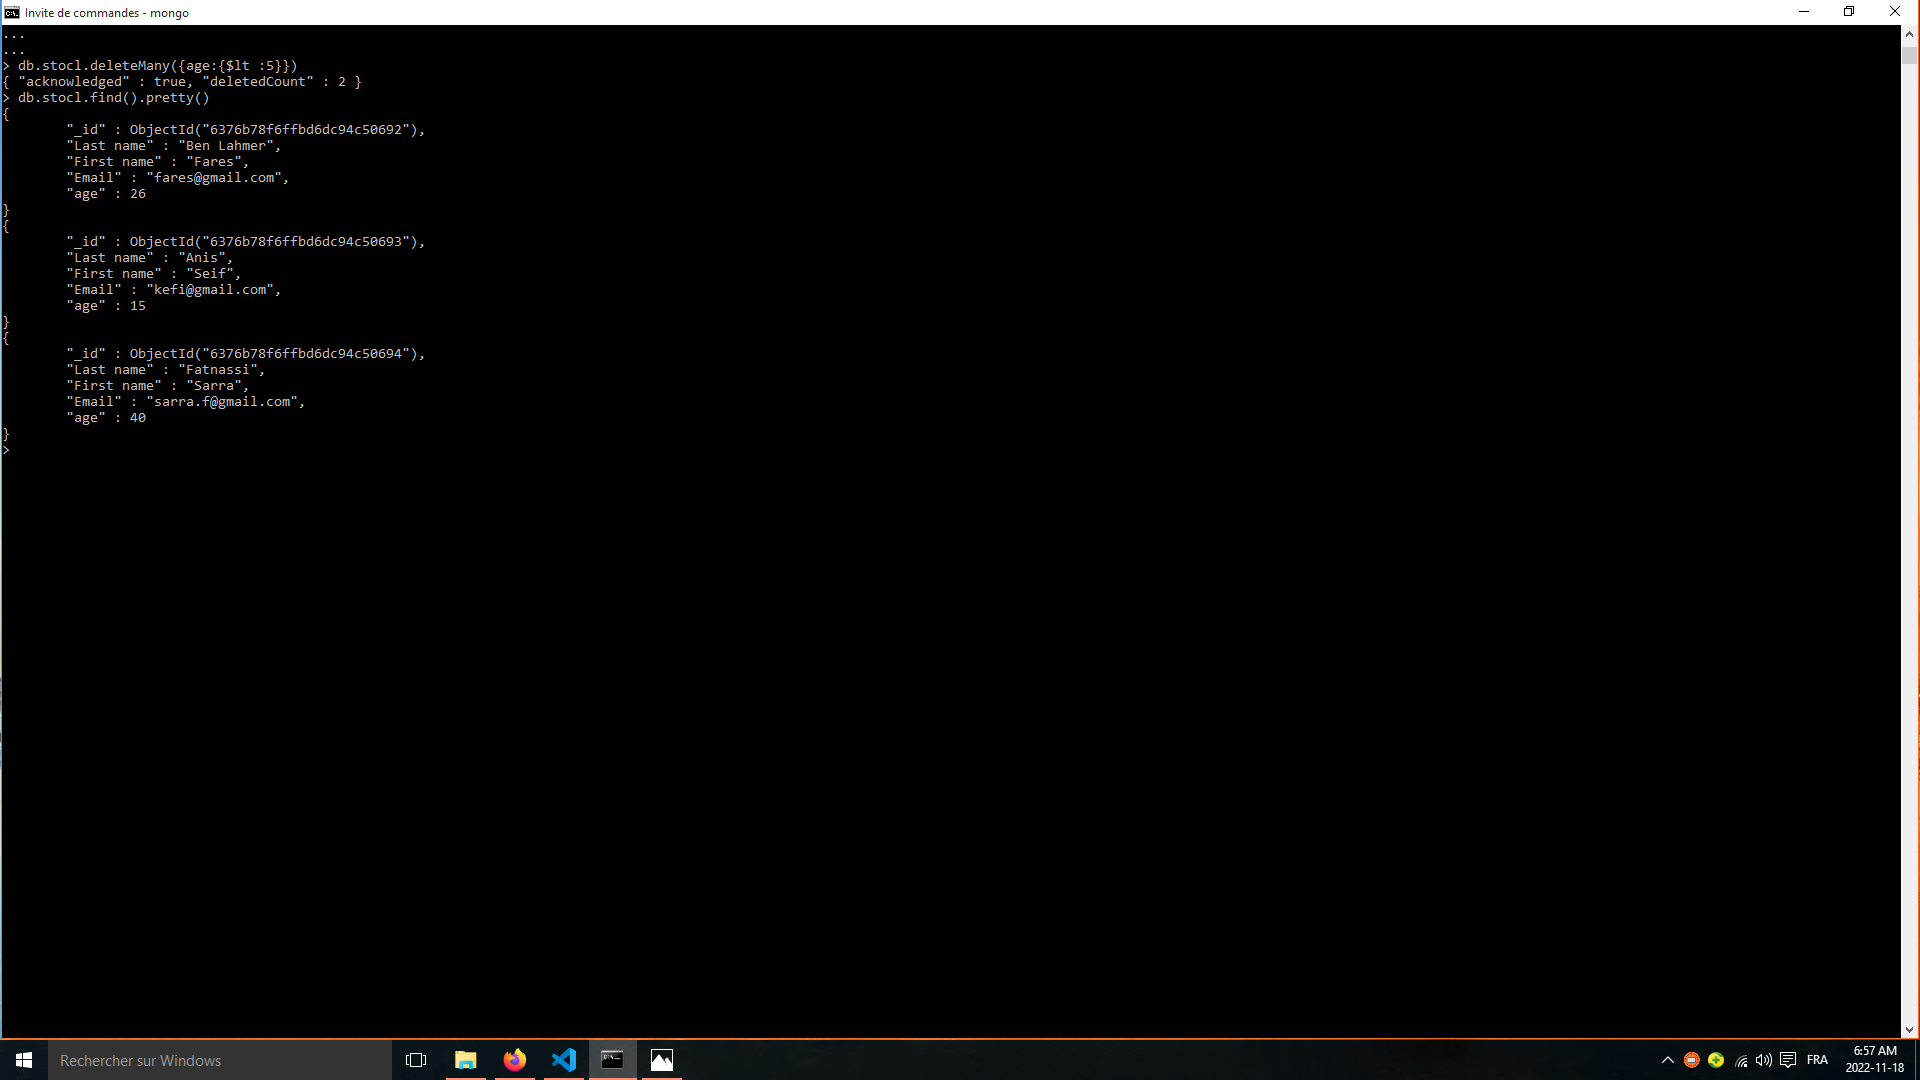 Invite de commandes - mongo
...
...
> db.stocl.deleteMany({age:{$lt :5}})
{ "acknowledged" : true, "deletedCount" : 2 }
> db.stocl.find().pretty()
{
        "_id" : ObjectId("6376b78f6ffbd6dc94c50692"),
        "Last name" : "Ben Lahmer",
        "First name" : "Fares",
        "Email" : "fares@gmail.com",
        "age" : 26
}
{
        "_id" : ObjectId("6376b78f6ffbd6dc94c50693"),
        "Last name" : "Anis",
        "First name" : "Seif",
        "Email" : "kefi@gmail.com",
        "age" : 15
}
{
        "_id" : ObjectId("6376b78f6ffbd6dc94c50694"),
        "Last name" : "Fatnassi",
        "First name" : "Sarra",
        "Email" : "sarra.f@gmail.com",
        "age" : 40
}
>
Rechercher sur Windows
FRA
6:57 AM
2022-11-18